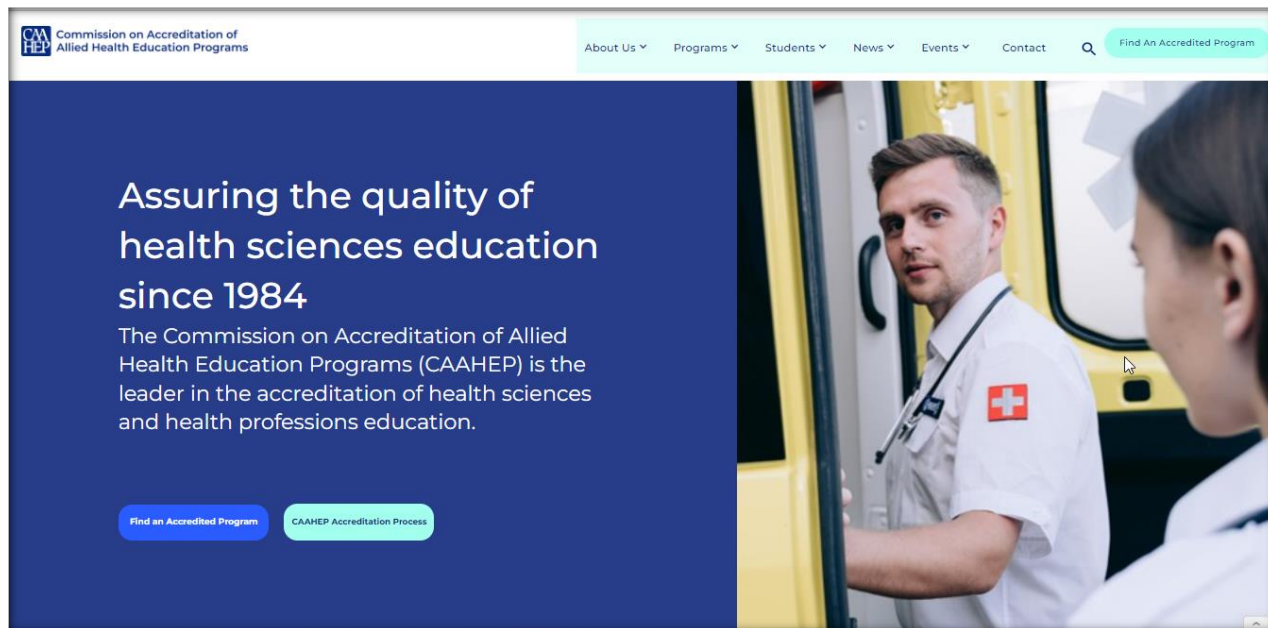 CAA
HEP
Commission on Accreditation of
Allied Health Education Programs
About Us
Programs
Students
News
Events
Contact
Find An Accredited Program
Assuring the quality of
health sciences education
since 1984
The Commission on Accreditation of Allied
Health Education Programs (CAAHEP) is the
leader in the accreditation of health sciences
and health professions education.
Find an Accredited Program
CAAHEP Accreditation Process